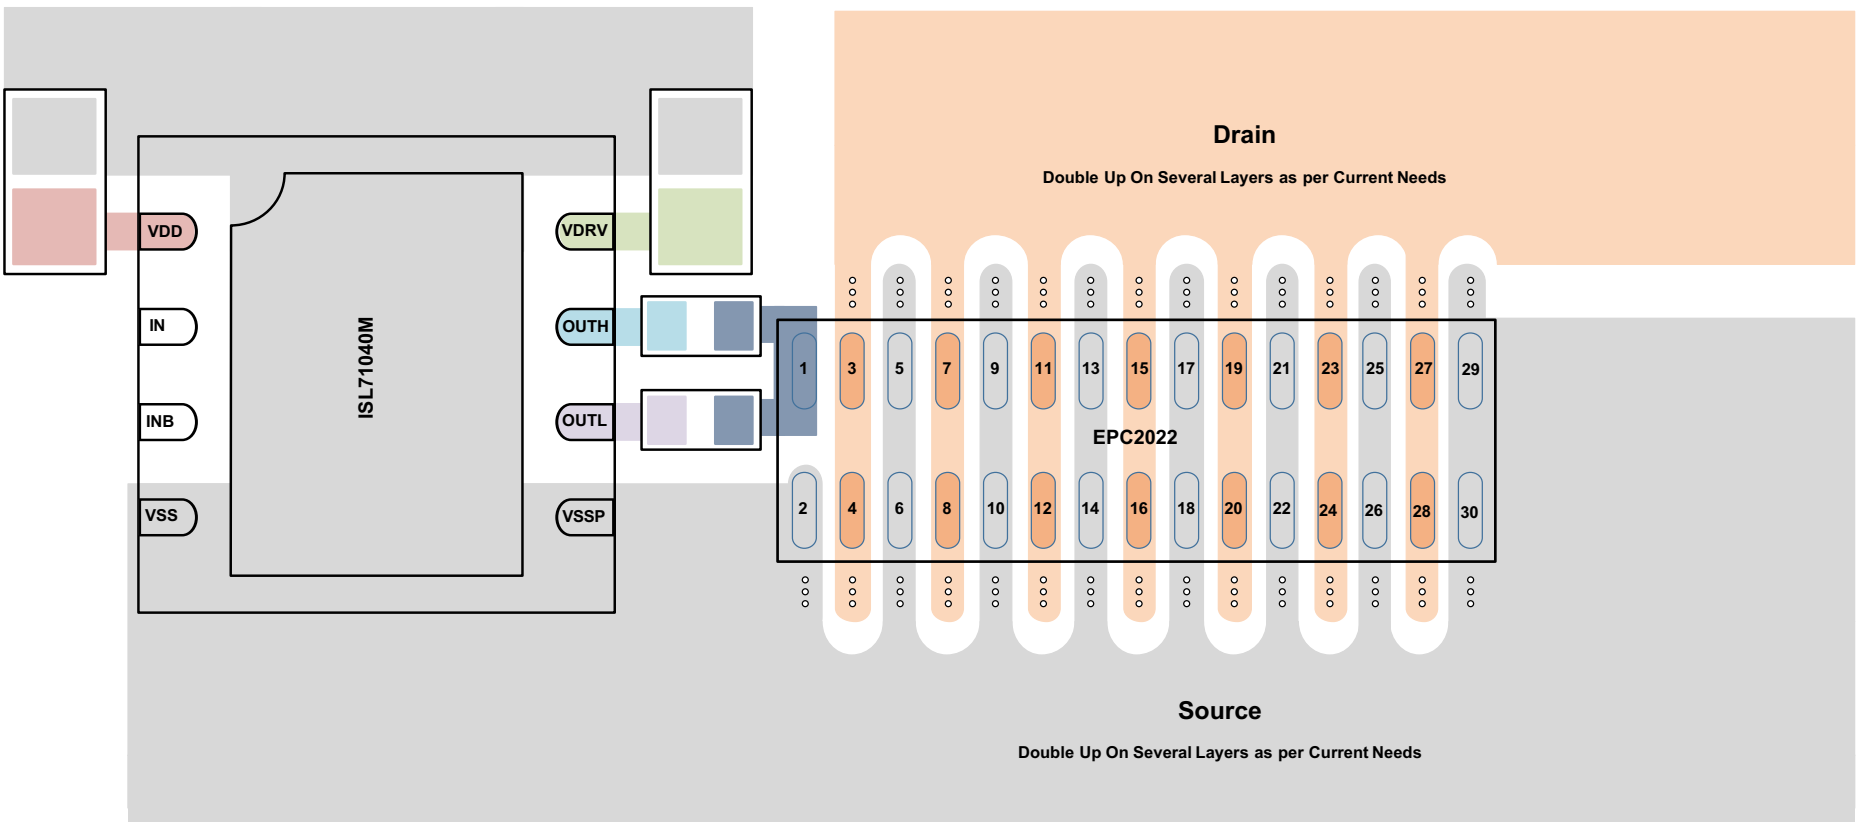 Drain
Double Up On Several Layers as per Current Needs
VDD
VDRV
IN
OUTH
INB
OUTL
VSS
VSSP
ISL71040M
1 3 5 7 9 11 13 15 17 19 21 23 25 27 29
EPC2022
2 4 6 8 10 12 14 16 18 20 22 24 26 28 30
Source
Double Up On Several Layers as per Current Needs